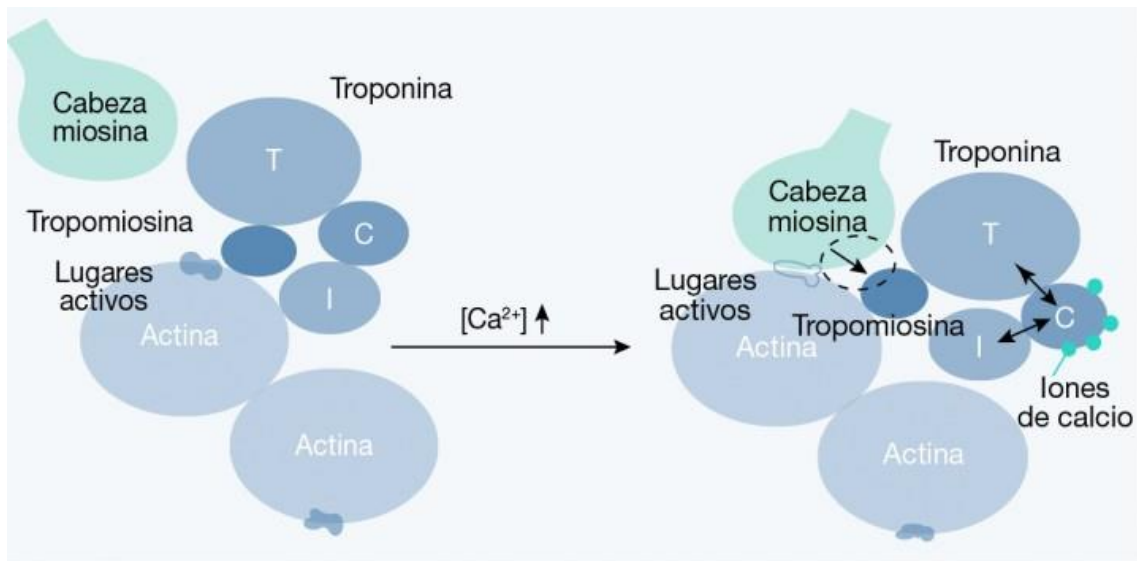 Cabeza
miosina
Troponina
T
Tropomiosina
C
Lugares
activos
I
Actina
Actina
[Ca²⁺]
Troponina
Cabeza
miosina
T
Lugares
activos
Tropomiosina
C
Actina
I
Iones
de calcio
Actina